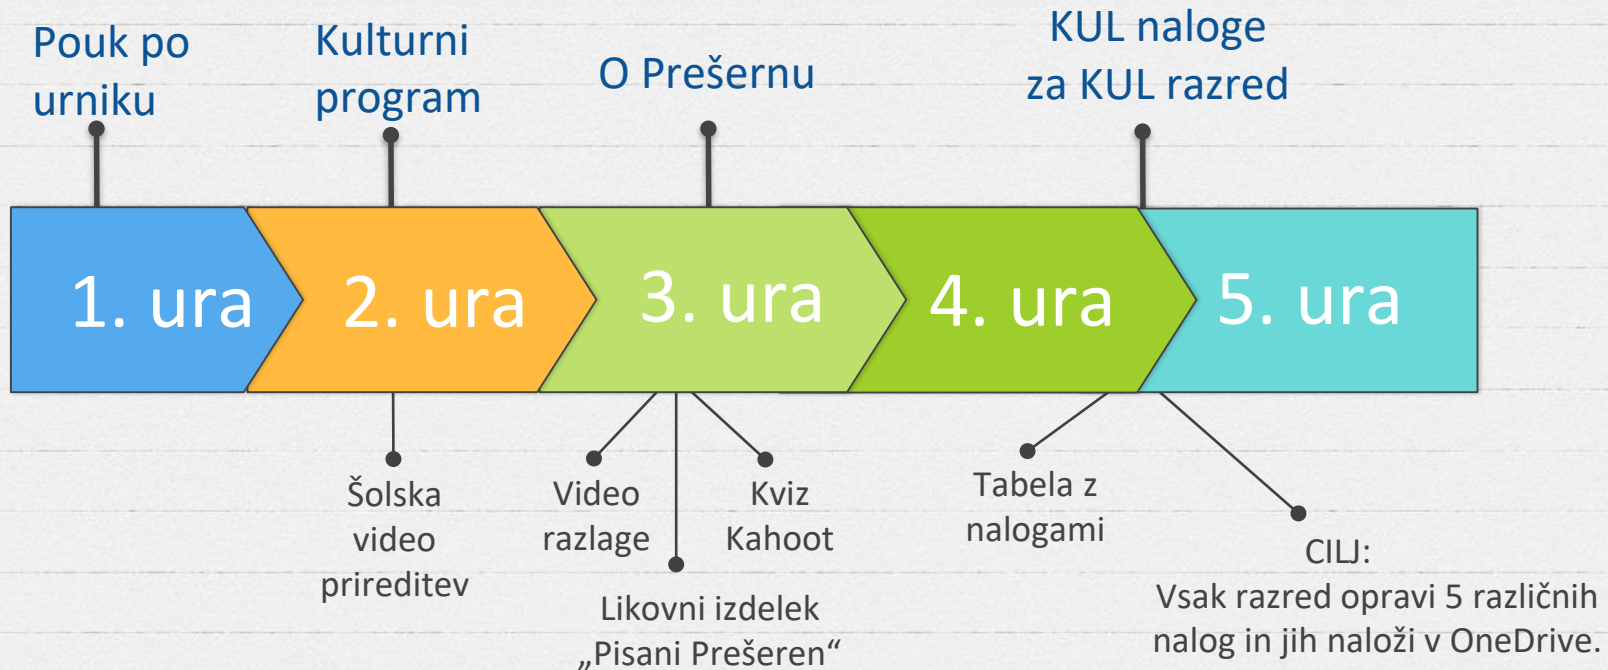 Pouk po
urniku
Kulturni
program
O Prešernu
KUL naloge
za KUL razred
1. ura
2. ura
3. ura
4. ura
5. ura
Šolska
video
prireditev
Video
razlage
Likovni izdelek
„Pisani Prešeren“
Kviz
Kahoot
Tabela z
nalogami
CILJ:
Vsak razred opravi 5 različnih
nalog in jih naloži v OneDrive.